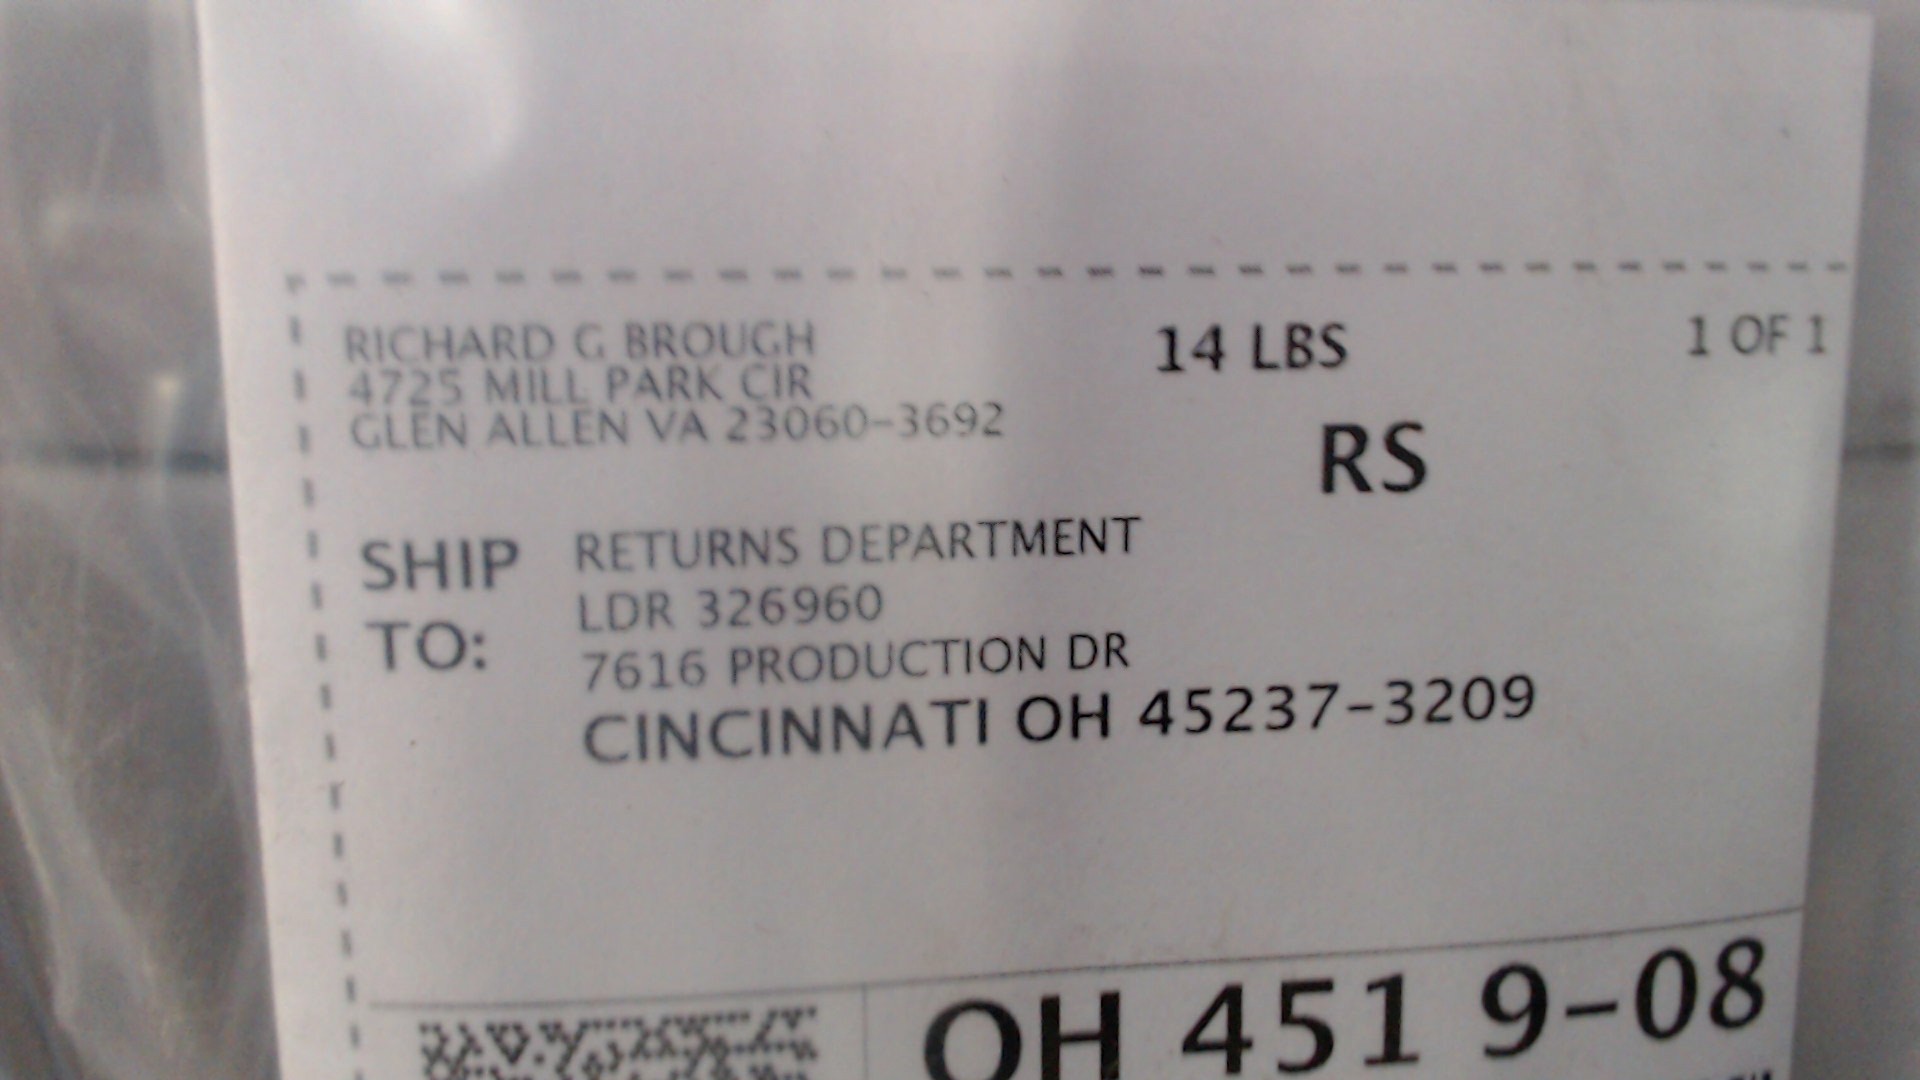 RICHARD G BROUGH
4725 MILL PARK CIR
GLEN ALLEN VA 23060-3692
14 LBS
1 OF 1
RS
SHIP TO:
RETURNS DEPARTMENT
LDR 326960
7616 PRODUCTION DR
CINCINNATI OH 45237-3209
OH 451 9-08